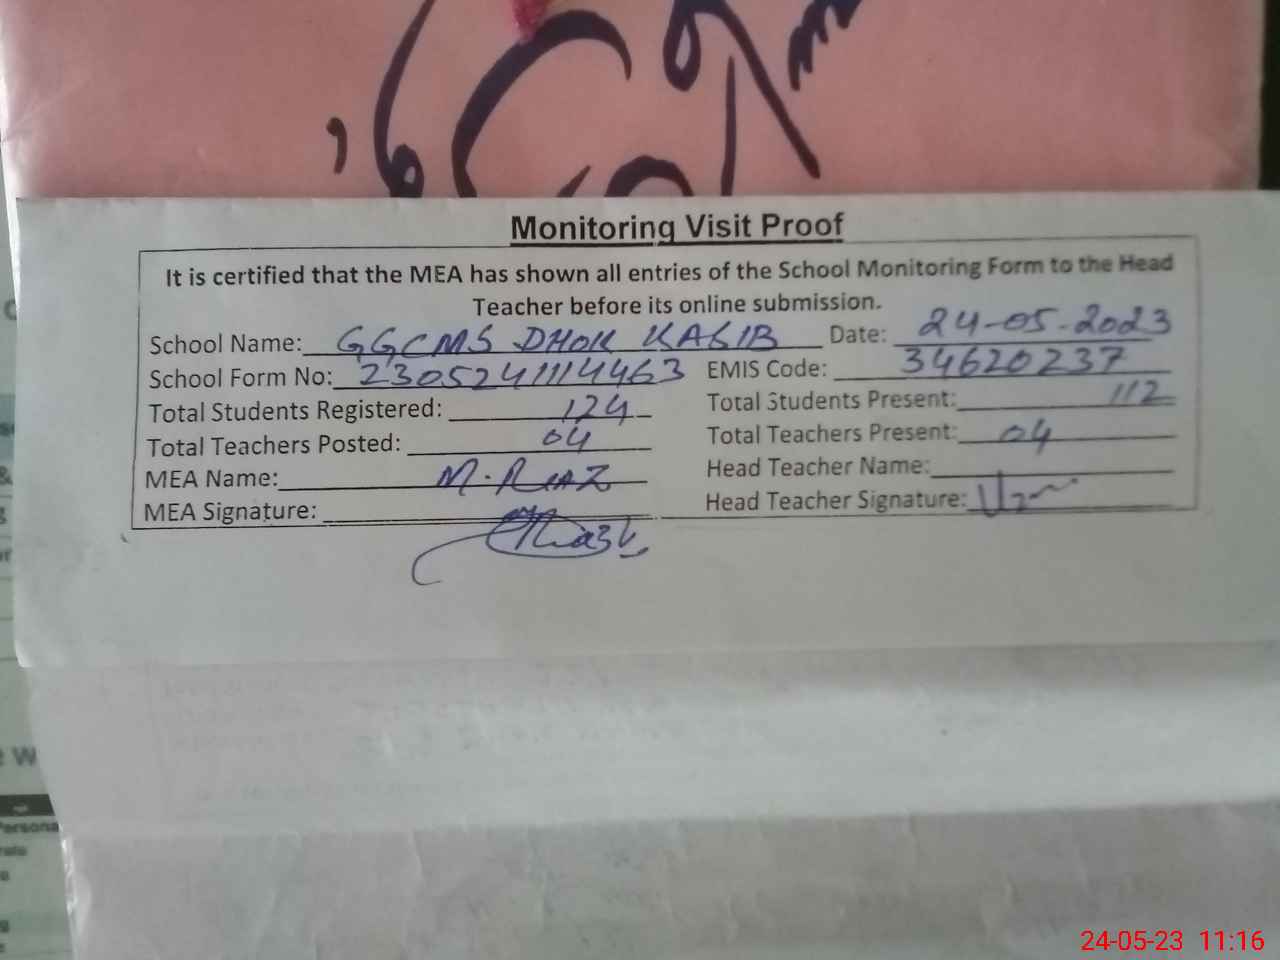 Monitoring Visit Proof
It is certified that the MEA has shown all entries of the School Monitoring Form to the Head
Teacher before its online submission.
School Name: GGCMS DHOK KASIB Date: 24-05-2023
School Form No: 2305241114463 EMIS Code: 34620237
Total Students Registered: 124 Total Students Present: 112
Total Teachers Posted: 04 Total Teachers Present: 04
MEA Name: M. RIAZ Head Teacher Name:
MEA Signature: Head Teacher Signature:
24-05-23 11:16